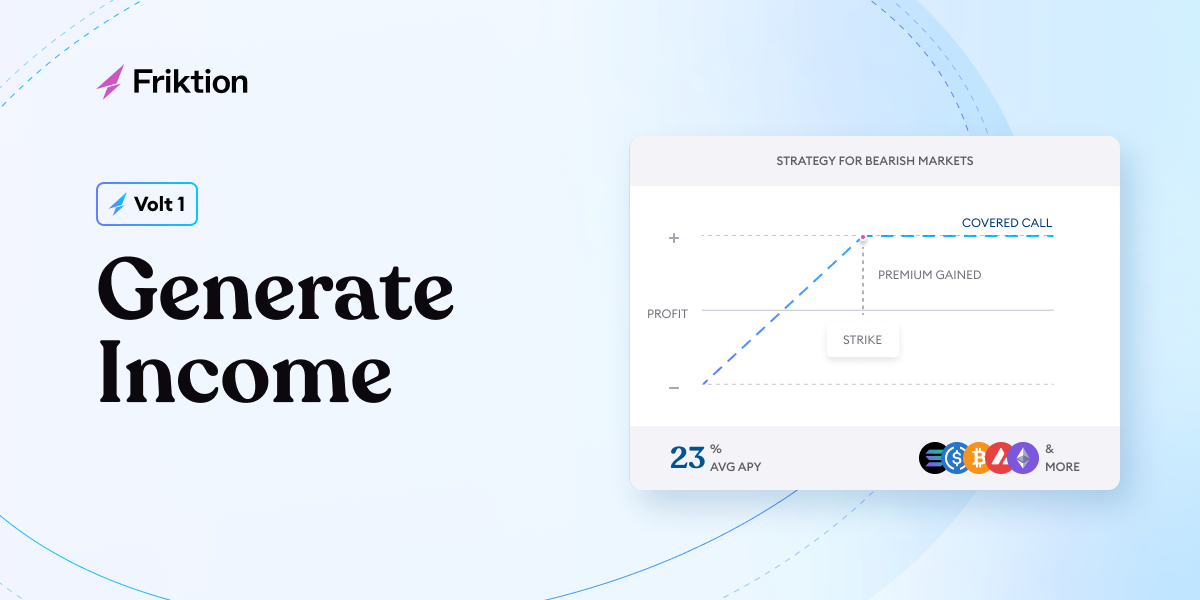 Friktion
Volt 1
Generate
Income
STRATEGY FOR BEARISH MARKETS
COVERED CALL
+
PREMIUM GAINED
PROFIT
STRIKE
−
23 % AVG APY
& MORE